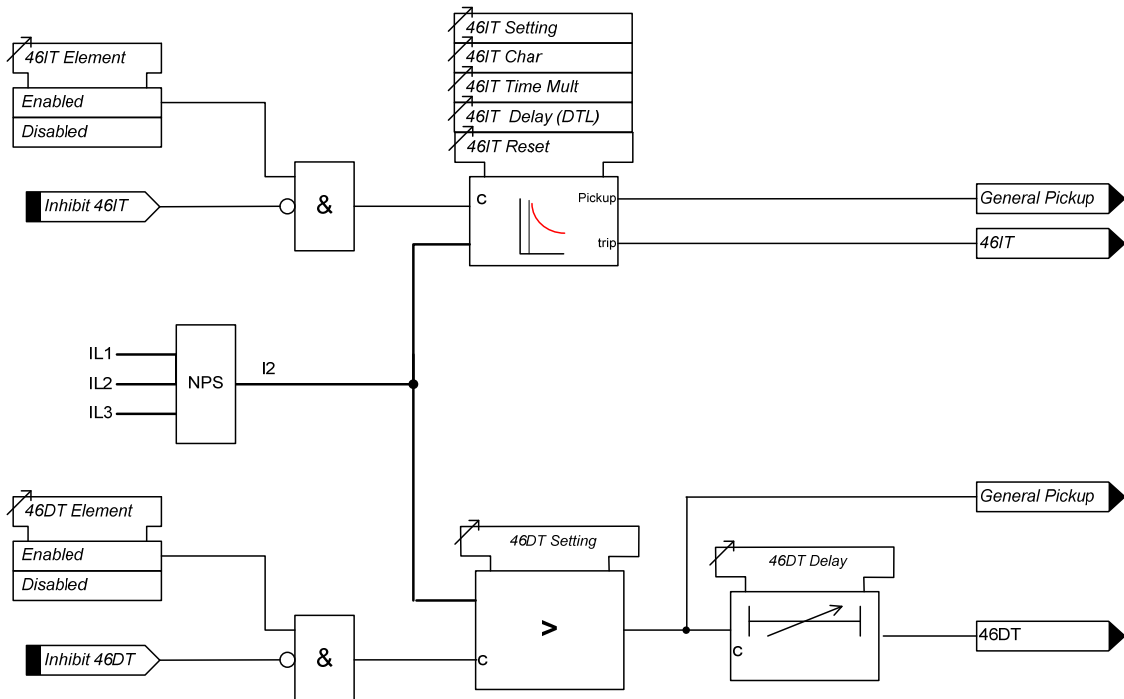 46IT Setting
46IT Element
46IT Char
46IT Time Mult
Enabled
46IT Delay (DTL)
Disabled
46IT Reset
Inhibit 46IT
&
C
Pickup
General Pickup
trip
46IT
IL1
IL2
IL3
NPS
I2
46DT Element
General Pickup
46DT Setting
Enabled
46DT Delay
Disabled
>
46DT
C
Inhibit 46DT
&
C